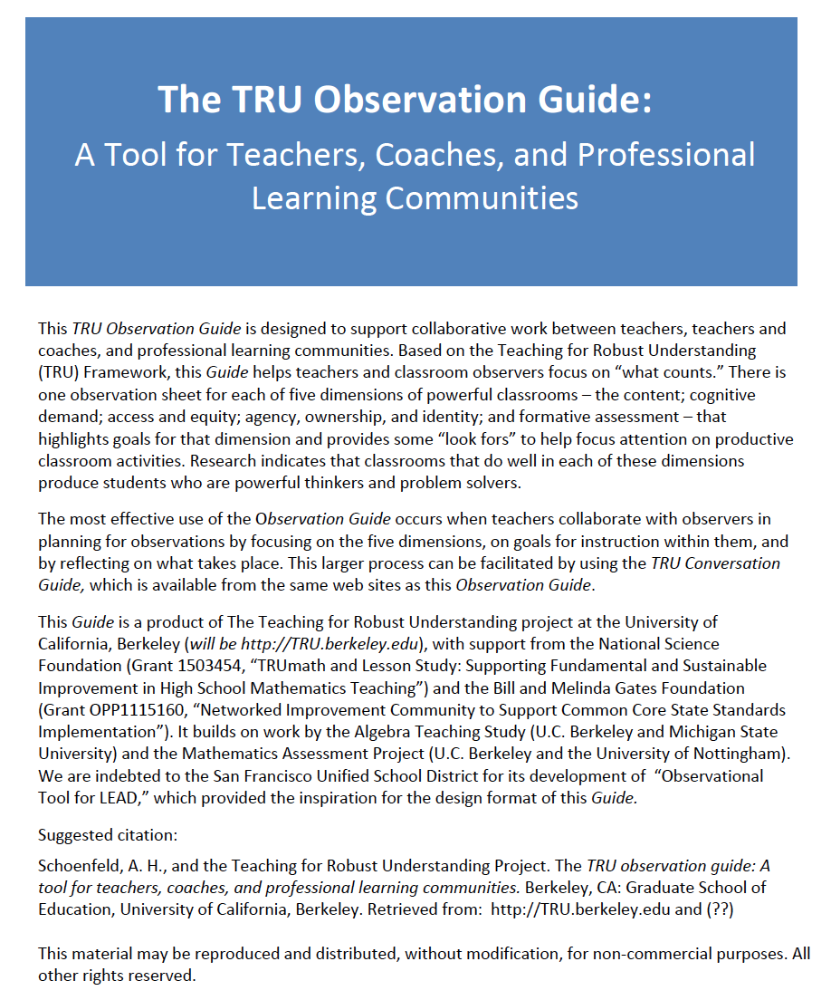 The TRU Observation Guide:
A Tool for Teachers, Coaches, and Professional
Learning Communities
This TRU Observation Guide is designed to support collaborative work between teachers, teachers and
coaches, and professional learning communities. Based on the Teaching for Robust Understanding
(TRU) Framework, this Guide helps teachers and classroom observers focus on “what counts.” There is
one observation sheet for each of five dimensions of powerful classrooms – the content; cognitive
demand; access and equity; agency, ownership, and identity; and formative assessment – that
highlights goals for that dimension and provides some “look fors” to help focus attention on productive
classroom activities. Research indicates that classrooms that do well in each of these dimensions
produce students who are powerful thinkers and problem solvers.
The most effective use of the Observation Guide occurs when teachers collaborate with observers in
planning for observations by focusing on the five dimensions, on goals for instruction within them, and
by reflecting on what takes place. This larger process can be facilitated by using the TRU Conversation
Guide, which is available from the same web sites as this Observation Guide.
This Guide is a product of The Teaching for Robust Understanding project at the University of
California, Berkeley (will be http://TRU.berkeley.edu), with support from the National Science
Foundation (Grant 1503454, “TRUmath and Lesson Study: Supporting Fundamental and Sustainable
Improvement in High School Mathematics Teaching”) and the Bill and Melinda Gates Foundation
(Grant OPP1115160, “Networked Improvement Community to Support Common Core State Standards
Implementation”). It builds on work by the Algebra Teaching Study (U.C. Berkeley and Michigan State
University) and the Mathematics Assessment Project (U.C. Berkeley and the University of Nottingham).
We are indebted to the San Francisco Unified School District for its development of “Observational
Tool for LEAD,” which provided the inspiration for the design format of this Guide.
Suggested citation:
Schoenfeld, A. H., and the Teaching for Robust Understanding Project. The TRU observation guide: A
tool for teachers, coaches, and professional learning communities. Berkeley, CA: Graduate School of
Education, University of California, Berkeley. Retrieved from: http://TRU.berkeley.edu and (??)
This material may be reproduced and distributed, without modification, for non-commercial purposes. All
other rights reserved.